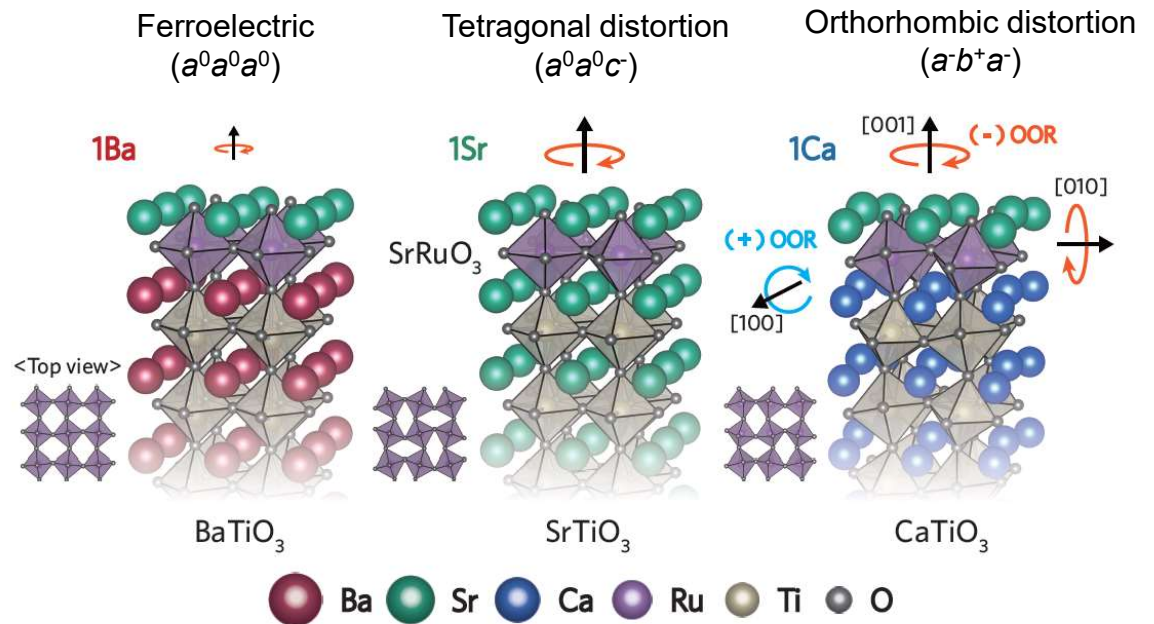 Ferroelectric
(a⁰a⁰a⁰)
Tetragonal distortion
(a⁰a⁰c⁻)
Orthorhombic distortion
(a⁻b⁺a⁻)
1Ba
1Sr
1Ca
[001]
(-) OOR
[010]
(+) OOR
[100]
SrRuO₃
<Top view>
BaTiO₃
SrTiO₃
CaTiO₃
Ba
Sr
Ca
Ru
Ti
O